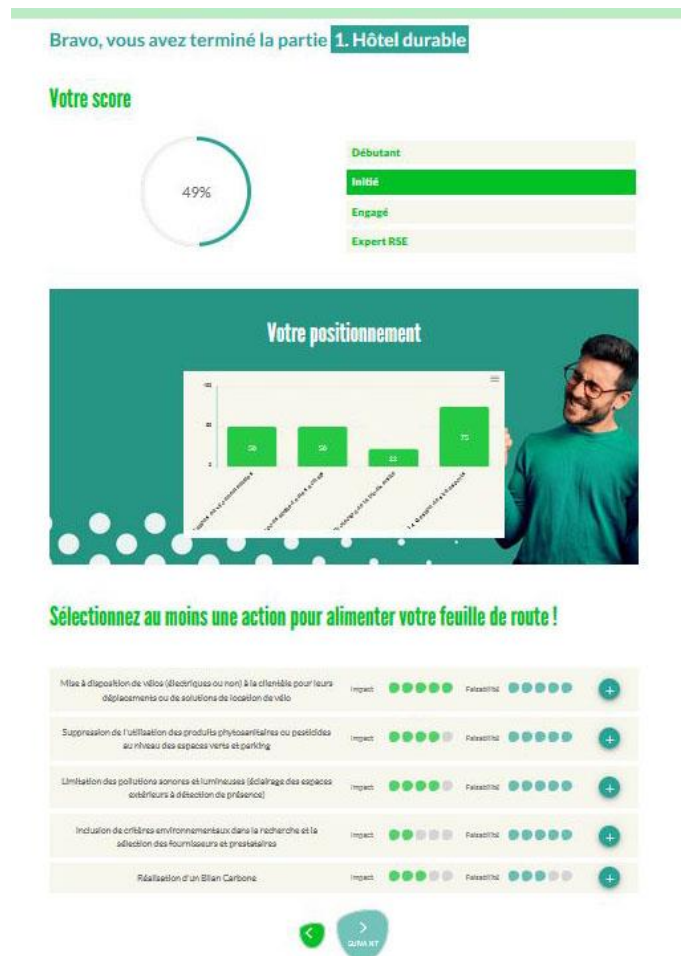 Bravo, vous avez terminé la partie 1. Hôtel durable
Votre score
49%
Débutant
Initié
Engagé
Expert RSE
Votre positionnement
50
50
75
Sélectionnez au moins une action pour alimenter votre feuille de route !
Mise à disposition de vélos (électriques ou non) à la clientèle pour leurs
déplacements ou de solutions de location de vélo
Impact
Faisabilité
Suppression de l'utilisation des produits phytosanitaires ou pesticides
au niveau des espaces verts et parking
Impact
Faisabilité
Limitation des pollutions sonores et lumineuses (éclairage des espaces
extérieurs à détection de présence)
Impact
Faisabilité
Inclusion de critères environnementaux dans la recherche et la
sélection des fournisseurs et prestataires
Impact
Faisabilité
Réalisation d'un Bilan Carbone
Impact
Faisabilité
SUIVANT